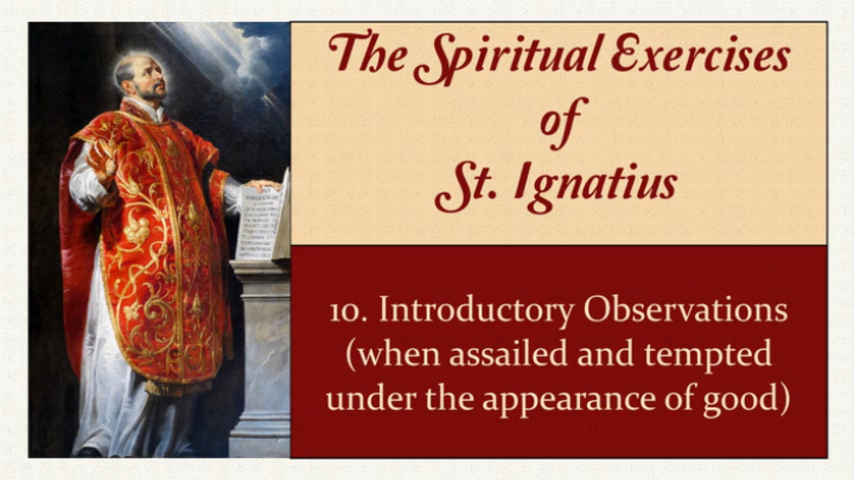 The Spiritual Exercises
of
St. Ignatius
10. Introductory Observations
(when assailed and tempted
under the appearance of good)